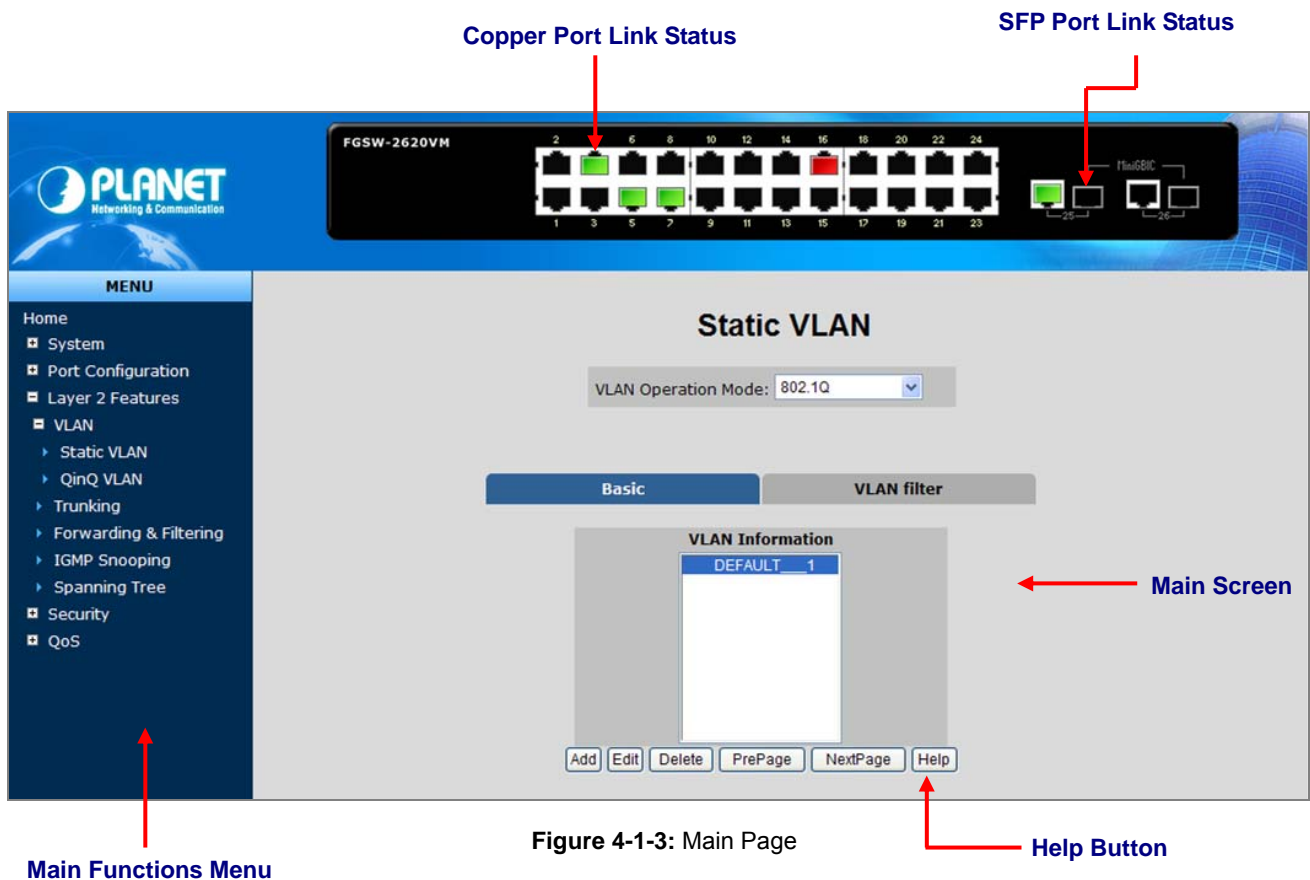 SFP Port Link Status
Copper Port Link Status
FGSW-2620VM
2 6 8 10 12 14 16 18 20 22 24
MiniGBIC
1 3 5 7 9 11 13 15 17 19 21 23
25 26
PLANET
Networking & Communication
MENU
Home
System
Port Configuration
Layer 2 Features
VLAN
Static VLAN
QinQ VLAN
Trunking
Forwarding & Filtering
IGMP Snooping
Spanning Tree
Security
QoS
Static VLAN
VLAN Operation Mode: 802.1Q
Basic VLAN filter
VLAN Information
DEFAULT___1
Main Screen
Add Edit Delete PrePage NextPage Help
Figure 4-1-3: Main Page
Help Button
Main Functions Menu